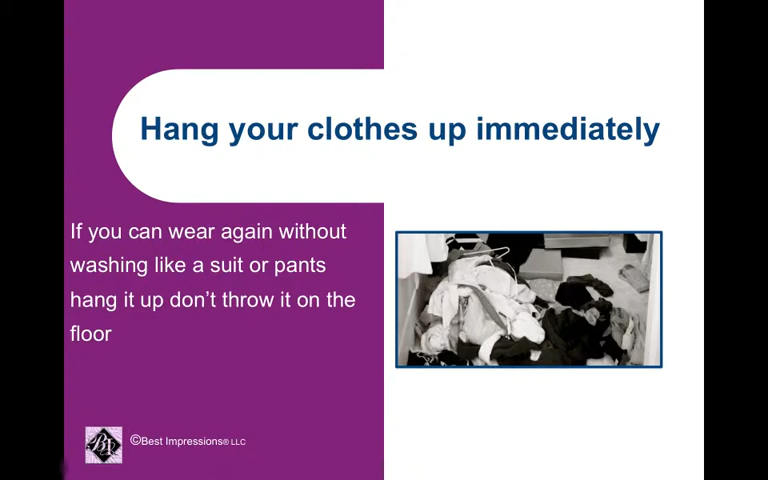 Hang your clothes up immediately
If you can wear again without
washing like a suit or pants
hang it up don’t throw it on the
floor
©Best Impressions® LLC